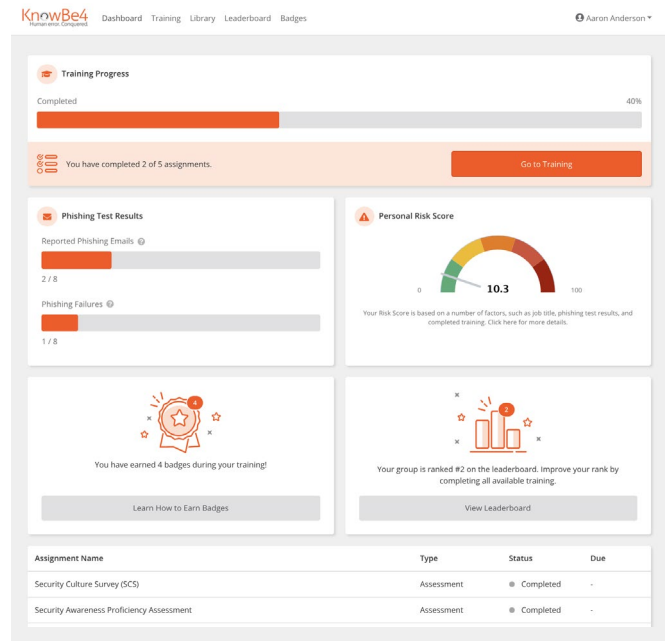 KnowBe4
Human error. Conquered.
Dashboard Training Library Leaderboard Badges
Aaron Anderson
Training Progress
Completed 40%
You have completed 2 of 5 assignments.
Go to Training
Phishing Test Results
Reported Phishing Emails
2 / 8
Phishing Failures
1 / 8
Personal Risk Score
0 10.3 100
Your Risk Score is based on a number of factors, such as job title, phishing test results, and
completed training. Click here for more details.
4
You have earned 4 badges during your training!
Learn How to Earn Badges
2
Your group is ranked #2 on the leaderboard. Improve your rank by
completing all available training.
View Leaderboard
Assignment Name Type Status Due
Security Culture Survey (SCS) Assessment Completed -
Security Awareness Proficiency Assessment Assessment Completed -